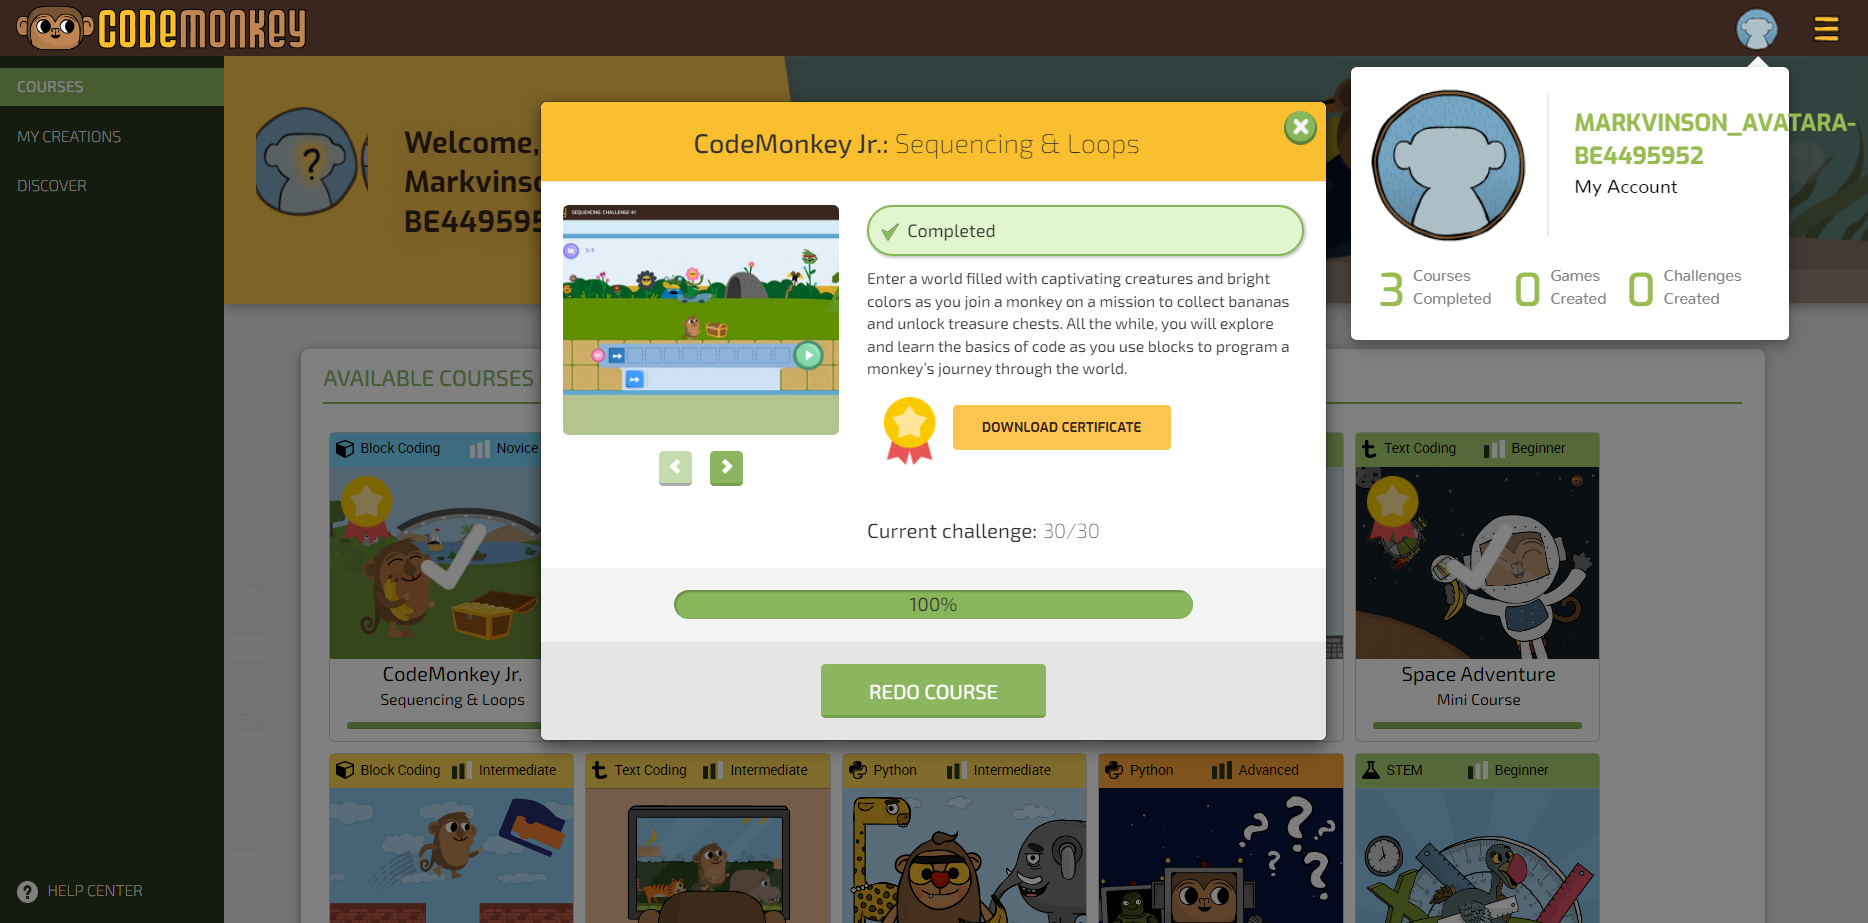 CODEMONKEY
COURSES
MY CREATIONS
DISCOVER
HELP CENTER
Welcome,
BE449595
CodeMonkey Jr.: Sequencing & Loops
SEQUENCING CHALLENGE #1
1-1
Completed
Enter a world filled with captivating creatures and bright
colors as you join a monkey on a mission to collect bananas
and unlock treasure chests. All the while, you will explore
and learn the basics of code as you use blocks to program a
monkey's journey through the world.
DOWNLOAD CERTIFICATE
Current challenge: 30/30
100%
REDO COURSE
MARKVINSON_AVATARA-
BE4495952
My Account
3 Courses Completed
0 Games Created
0 Challenges Created
AVAILABLE COURSES
Block Coding Novice
CodeMonkey Jr.
Sequencing & Loops
Text Coding Beginner
Space Adventure
Mini Course
Block Coding Intermediate
Text Coding Intermediate
Python Intermediate
Python Advanced
STEM Beginner